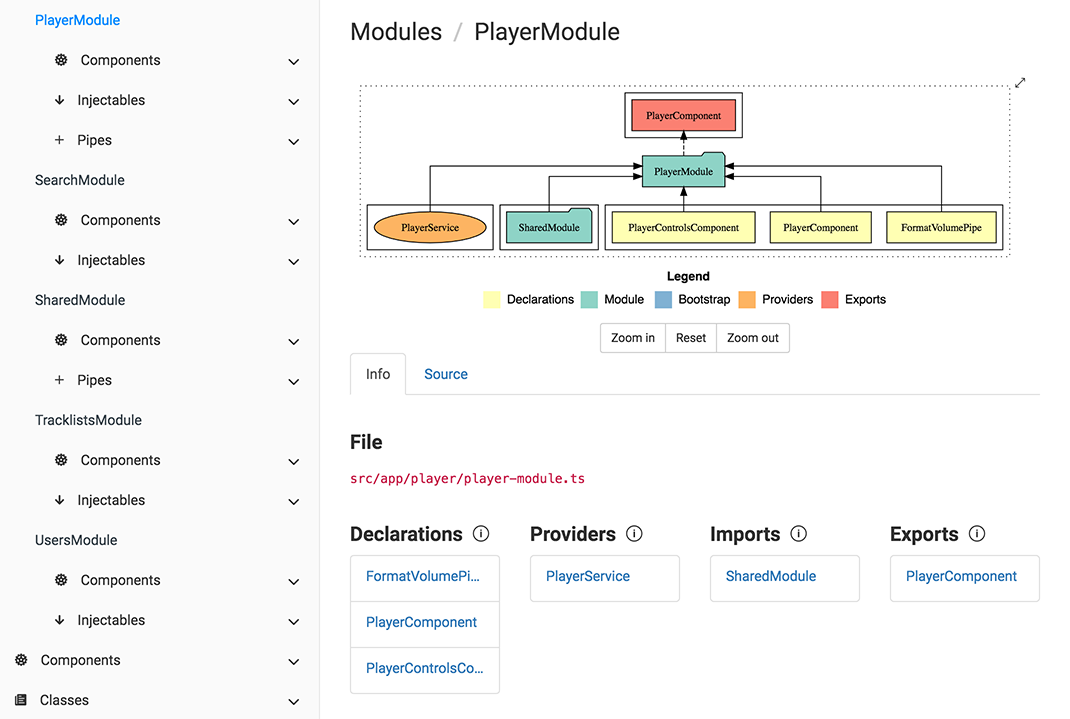 PlayerModule
Components
Injectables
Pipes
SearchModule
Components
Injectables
SharedModule
Components
Pipes
TracklistsModule
Components
Injectables
UsersModule
Components
Injectables
Components
Classes
Modules / PlayerModule
PlayerComponent
PlayerModule
PlayerService
SharedModule
PlayerControlsComponent
PlayerComponent
FormatVolumePipe
Legend
Declarations Module Bootstrap Providers Exports
Zoom in Reset Zoom out
Info Source
File
src/app/player/player-module.ts
Declarations
FormatVolumePi...
PlayerComponent
PlayerControlsCo...
Providers
PlayerService
Imports
SharedModule
Exports
PlayerComponent